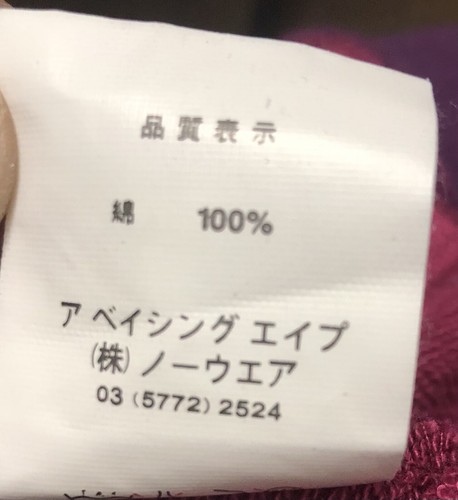 品質表示
綿 100%
ア ベイシング エイプ
(株) ノーウエア
03 (5772) 2524